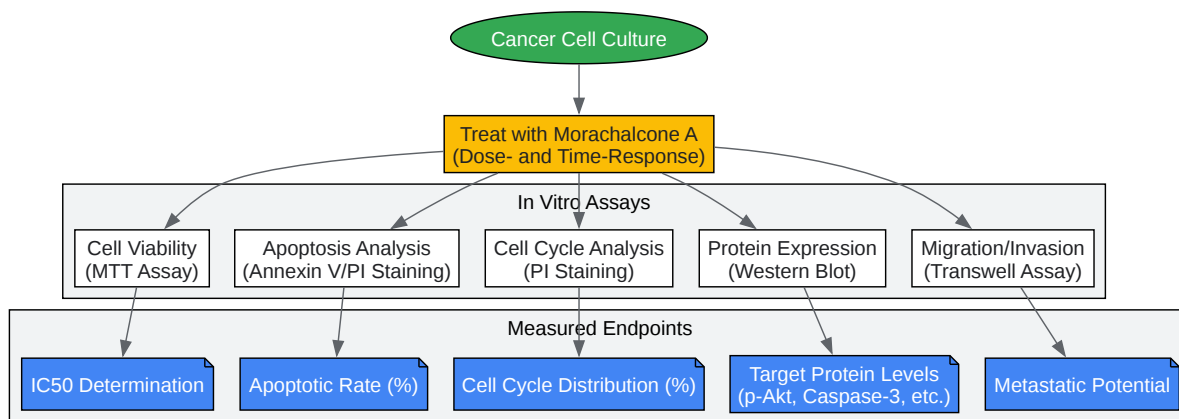 Cancer Cell Culture
Treat with Morachalcone A
(Dose- and Time-Response)
In Vitro Assays
Cell Viability
(MTT Assay)
Apoptosis Analysis
(Annexin V/PI Staining)
Cell Cycle Analysis
(PI Staining)
Protein Expression
(Western Blot)
Migration/Invasion
(Transwell Assay)
Measured Endpoints
IC50 Determination
Apoptotic Rate (%)
Cell Cycle Distribution (%)
Target Protein Levels
(p-Akt, Caspase-3, etc.)
Metastatic Potential